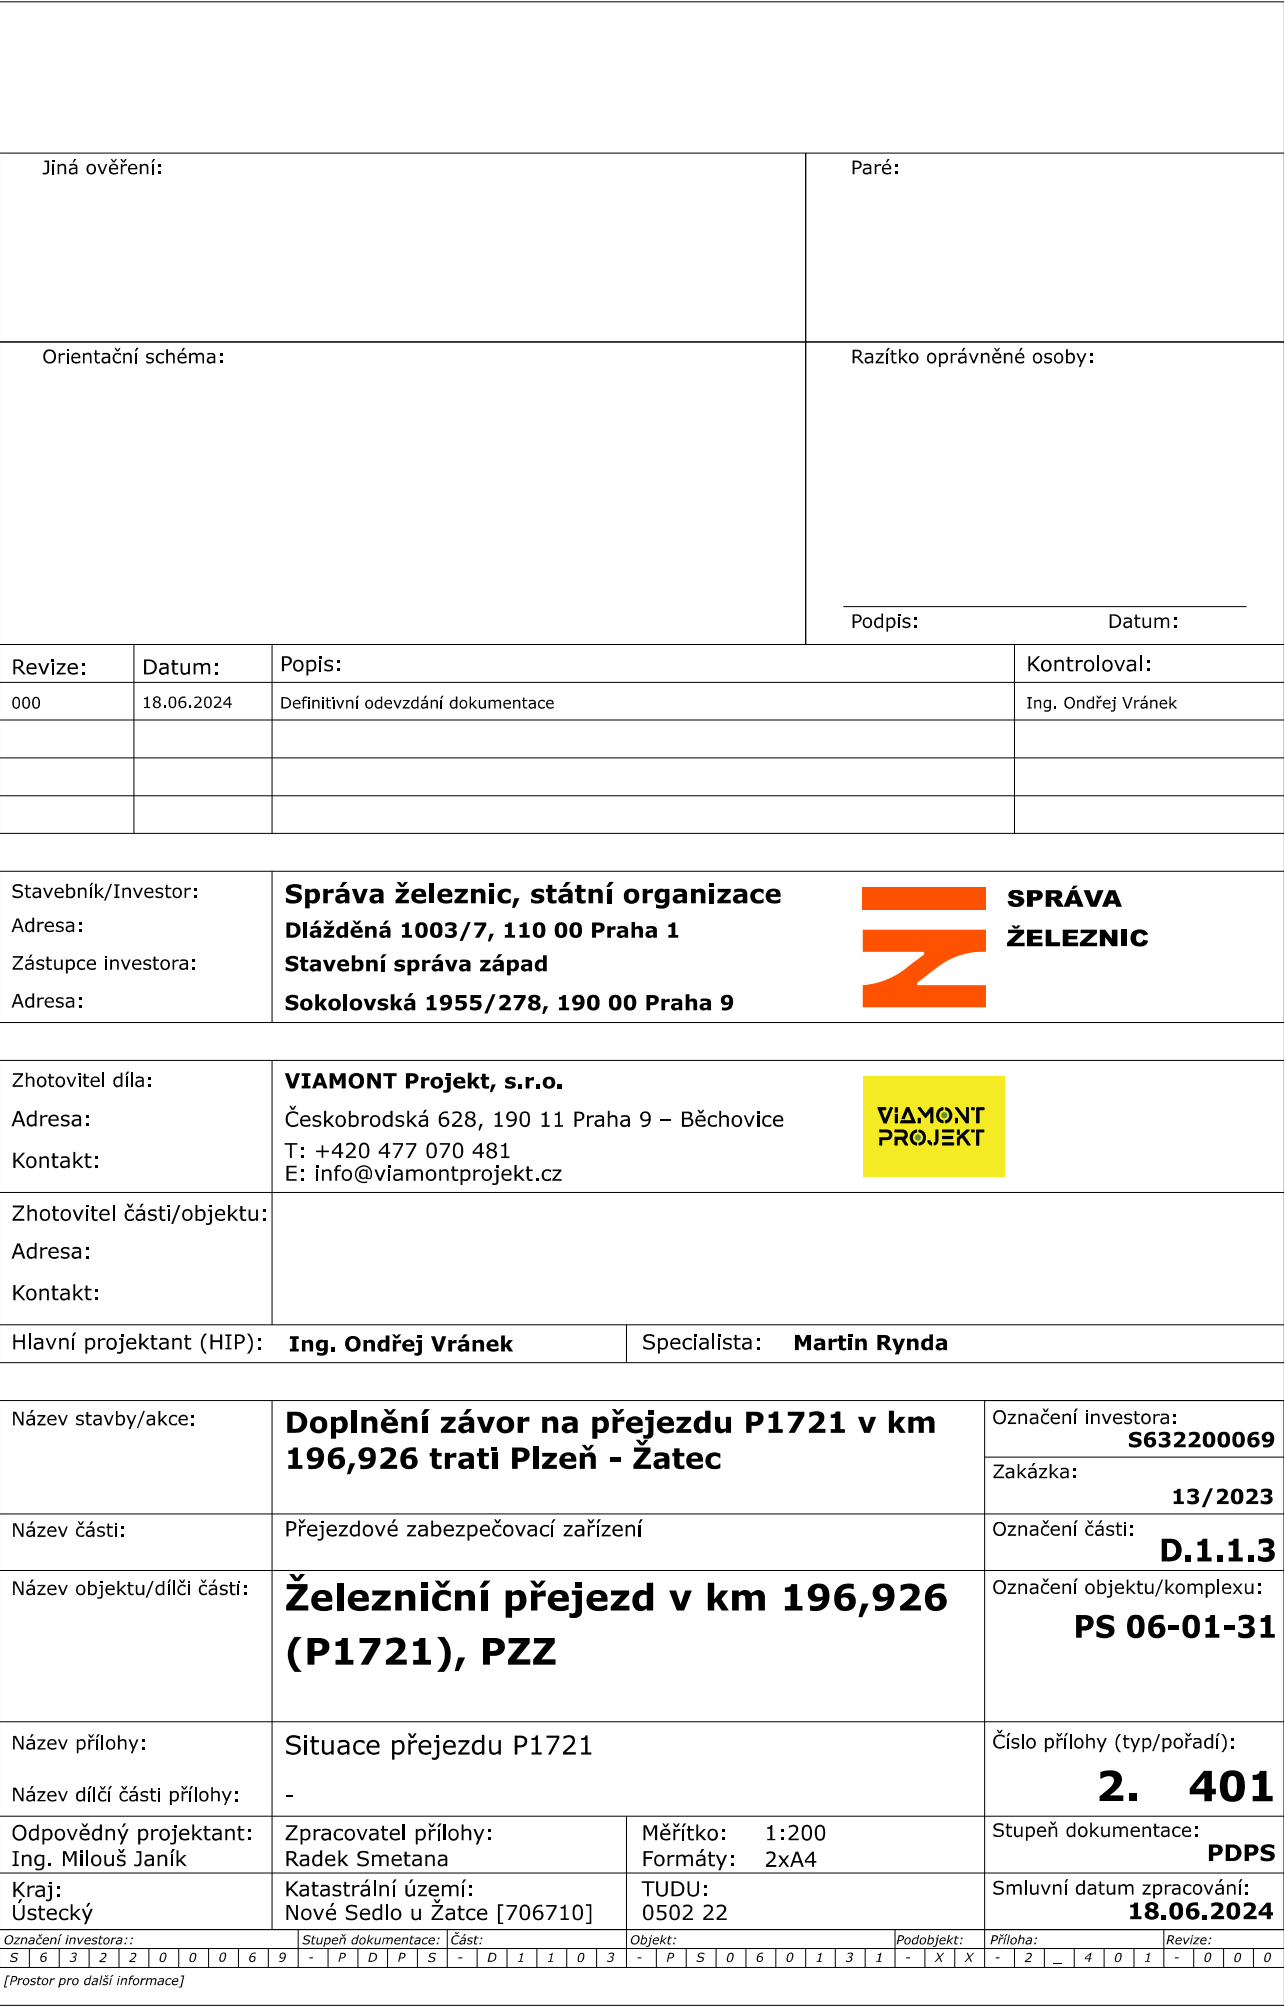 Jiná ověření:
Paré:
Orientační schéma:
Razítko oprávněné osoby:
Podpis: Datum:
Revize: Datum: Popis: Kontroloval:
000 18.06.2024 Definitivní odevzdání dokumentace Ing. Ondřej Vránek
Stavebník/Investor: Správa železnic, státní organizace
Adresa: Dlážděná 1003/7, 110 00 Praha 1
Zástupce investora: Stavební správa západ
Adresa: Sokolovská 1955/278, 190 00 Praha 9
SPRÁVA
ŽELEZNIC
Zhotovitel díla: VIAMONT Projekt, s.r.o.
Adresa: Českobrodská 628, 190 11 Praha 9 – Běchovice
Kontakt: T: +420 477 070 481
E: info@viamontprojekt.cz
VIAMONT
PROJEKT
Zhotovitel části/objektu:
Adresa:
Kontakt:
Hlavní projektant (HIP): Ing. Ondřej Vránek Specialista: Martin Rynda
Název stavby/akce: Doplnění závor na přejezdu P1721 v km
196,926 trati Plzeň - Žatec
Označení investora:
S632200069
Zakázka:
13/2023
Název části: Přejezdové zabezpečovací zařízení
Označení části:
D.1.1.3
Název objektu/dílči části: Železniční přejezd v km 196,926
(P1721), PZZ
Označení objektu/komplexu:
PS 06-01-31
Název přílohy: Situace přejezdu P1721
Název dílčí části přílohy: -
Číslo přílohy (typ/pořadí):
2. 401
Odpovědný projektant: Zpracovatel přílohy: Měřítko: 1:200
Ing. Milouš Janík Radek Smetana Formáty: 2xA4
Stupeň dokumentace:
PDPS
Kraj: Katastrální území: TUDU:
Ústecký Nové Sedlo u Žatce [706710] 0502 22
Smluvní datum zpracování:
18.06.2024
Označení investora:: Stupeň dokumentace: Část: Objekt: Podobjekt: Příloha: Revize:
S 6 3 2 2 0 0 0 6 9 - P D P S - D 1 1 0 3 - P S 0 6 0 1 3 1 - X X - 2 _ 4 0 1 - 0 0 0
[Prostor pro další informace]